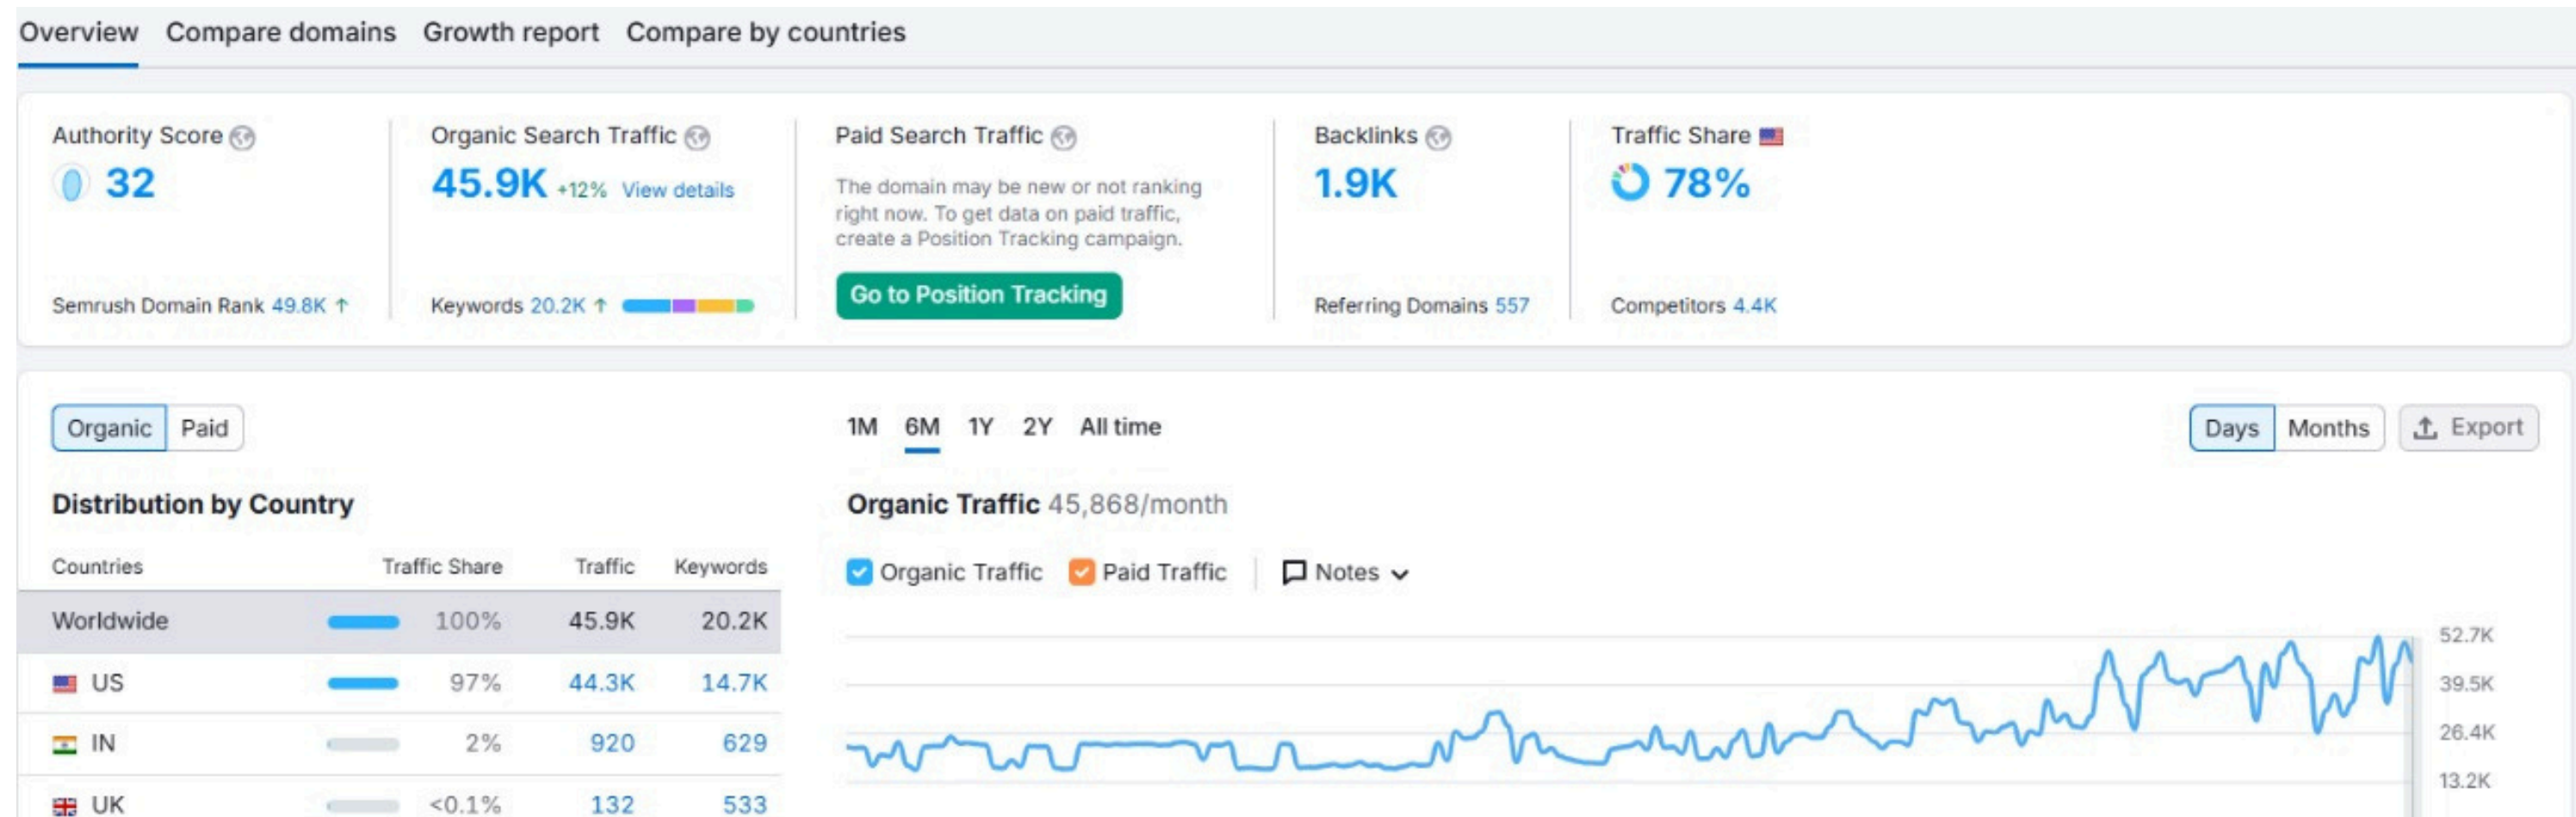 Overview Compare domains Growth report Compare by countries
Authority Score
32
Semrush Domain Rank 49.8K ↑
Organic Search Traffic
45.9K +12% View details
Keywords 20.2K ↑
Paid Search Traffic
The domain may be new or not ranking
right now. To get data on paid traffic,
create a Position Tracking campaign.
Go to Position Tracking
Backlinks
1.9K
Referring Domains 557
Traffic Share
78%
Competitors 4.4K
Organic Paid
Distribution by Country
Countries Traffic Share Traffic Keywords
Worldwide 100% 45.9K 20.2K
US 97% 44.3K 14.7K
IN 2% 920 629
UK <0.1% 132 533
1M 6M 1Y 2Y All time
Days Months Export
Organic Traffic 45,868/month
Organic Traffic Paid Traffic Notes
52.7K
39.5K
26.4K
13.2K